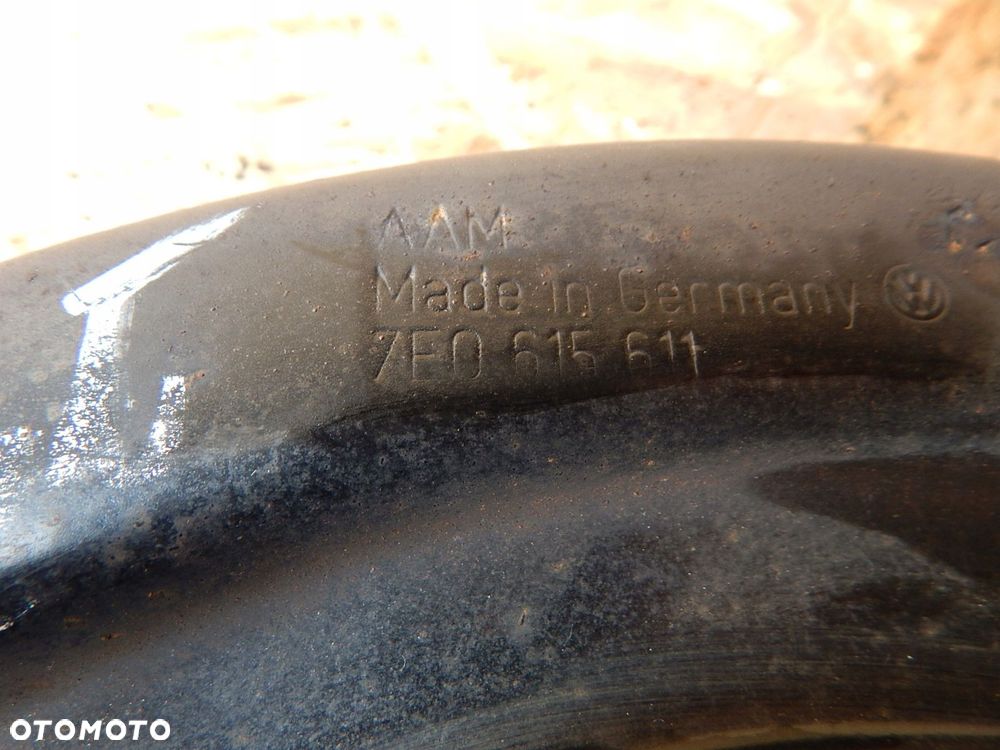 AAM
Made in Germany
7E0 615 611
OTOMOTO